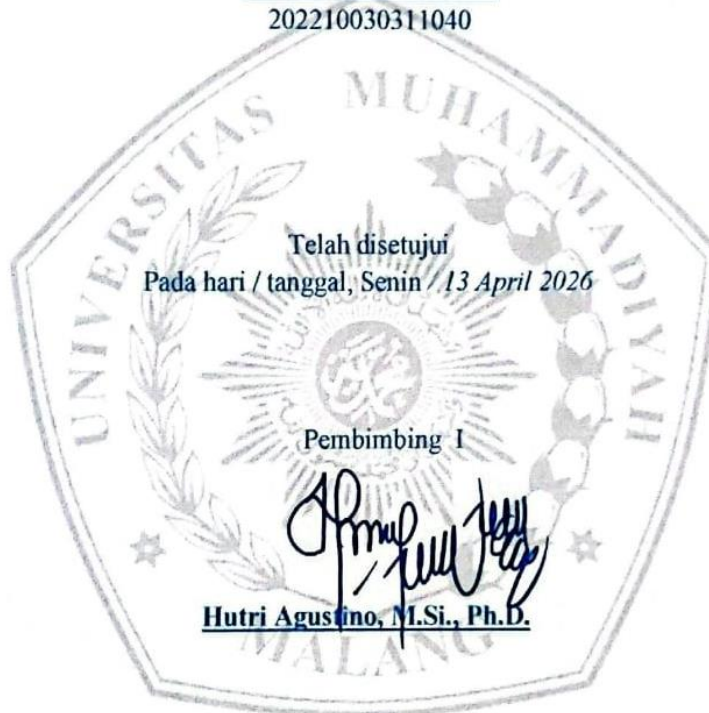 202210030311040
UNIVERSITAS MUHAMMADIYAH
Telah disetujui
Pada hari / tanggal, Senin / 13 April 2026
Pembimbing I
Hutri Agustino, M.Si., Ph.D.
MALANG